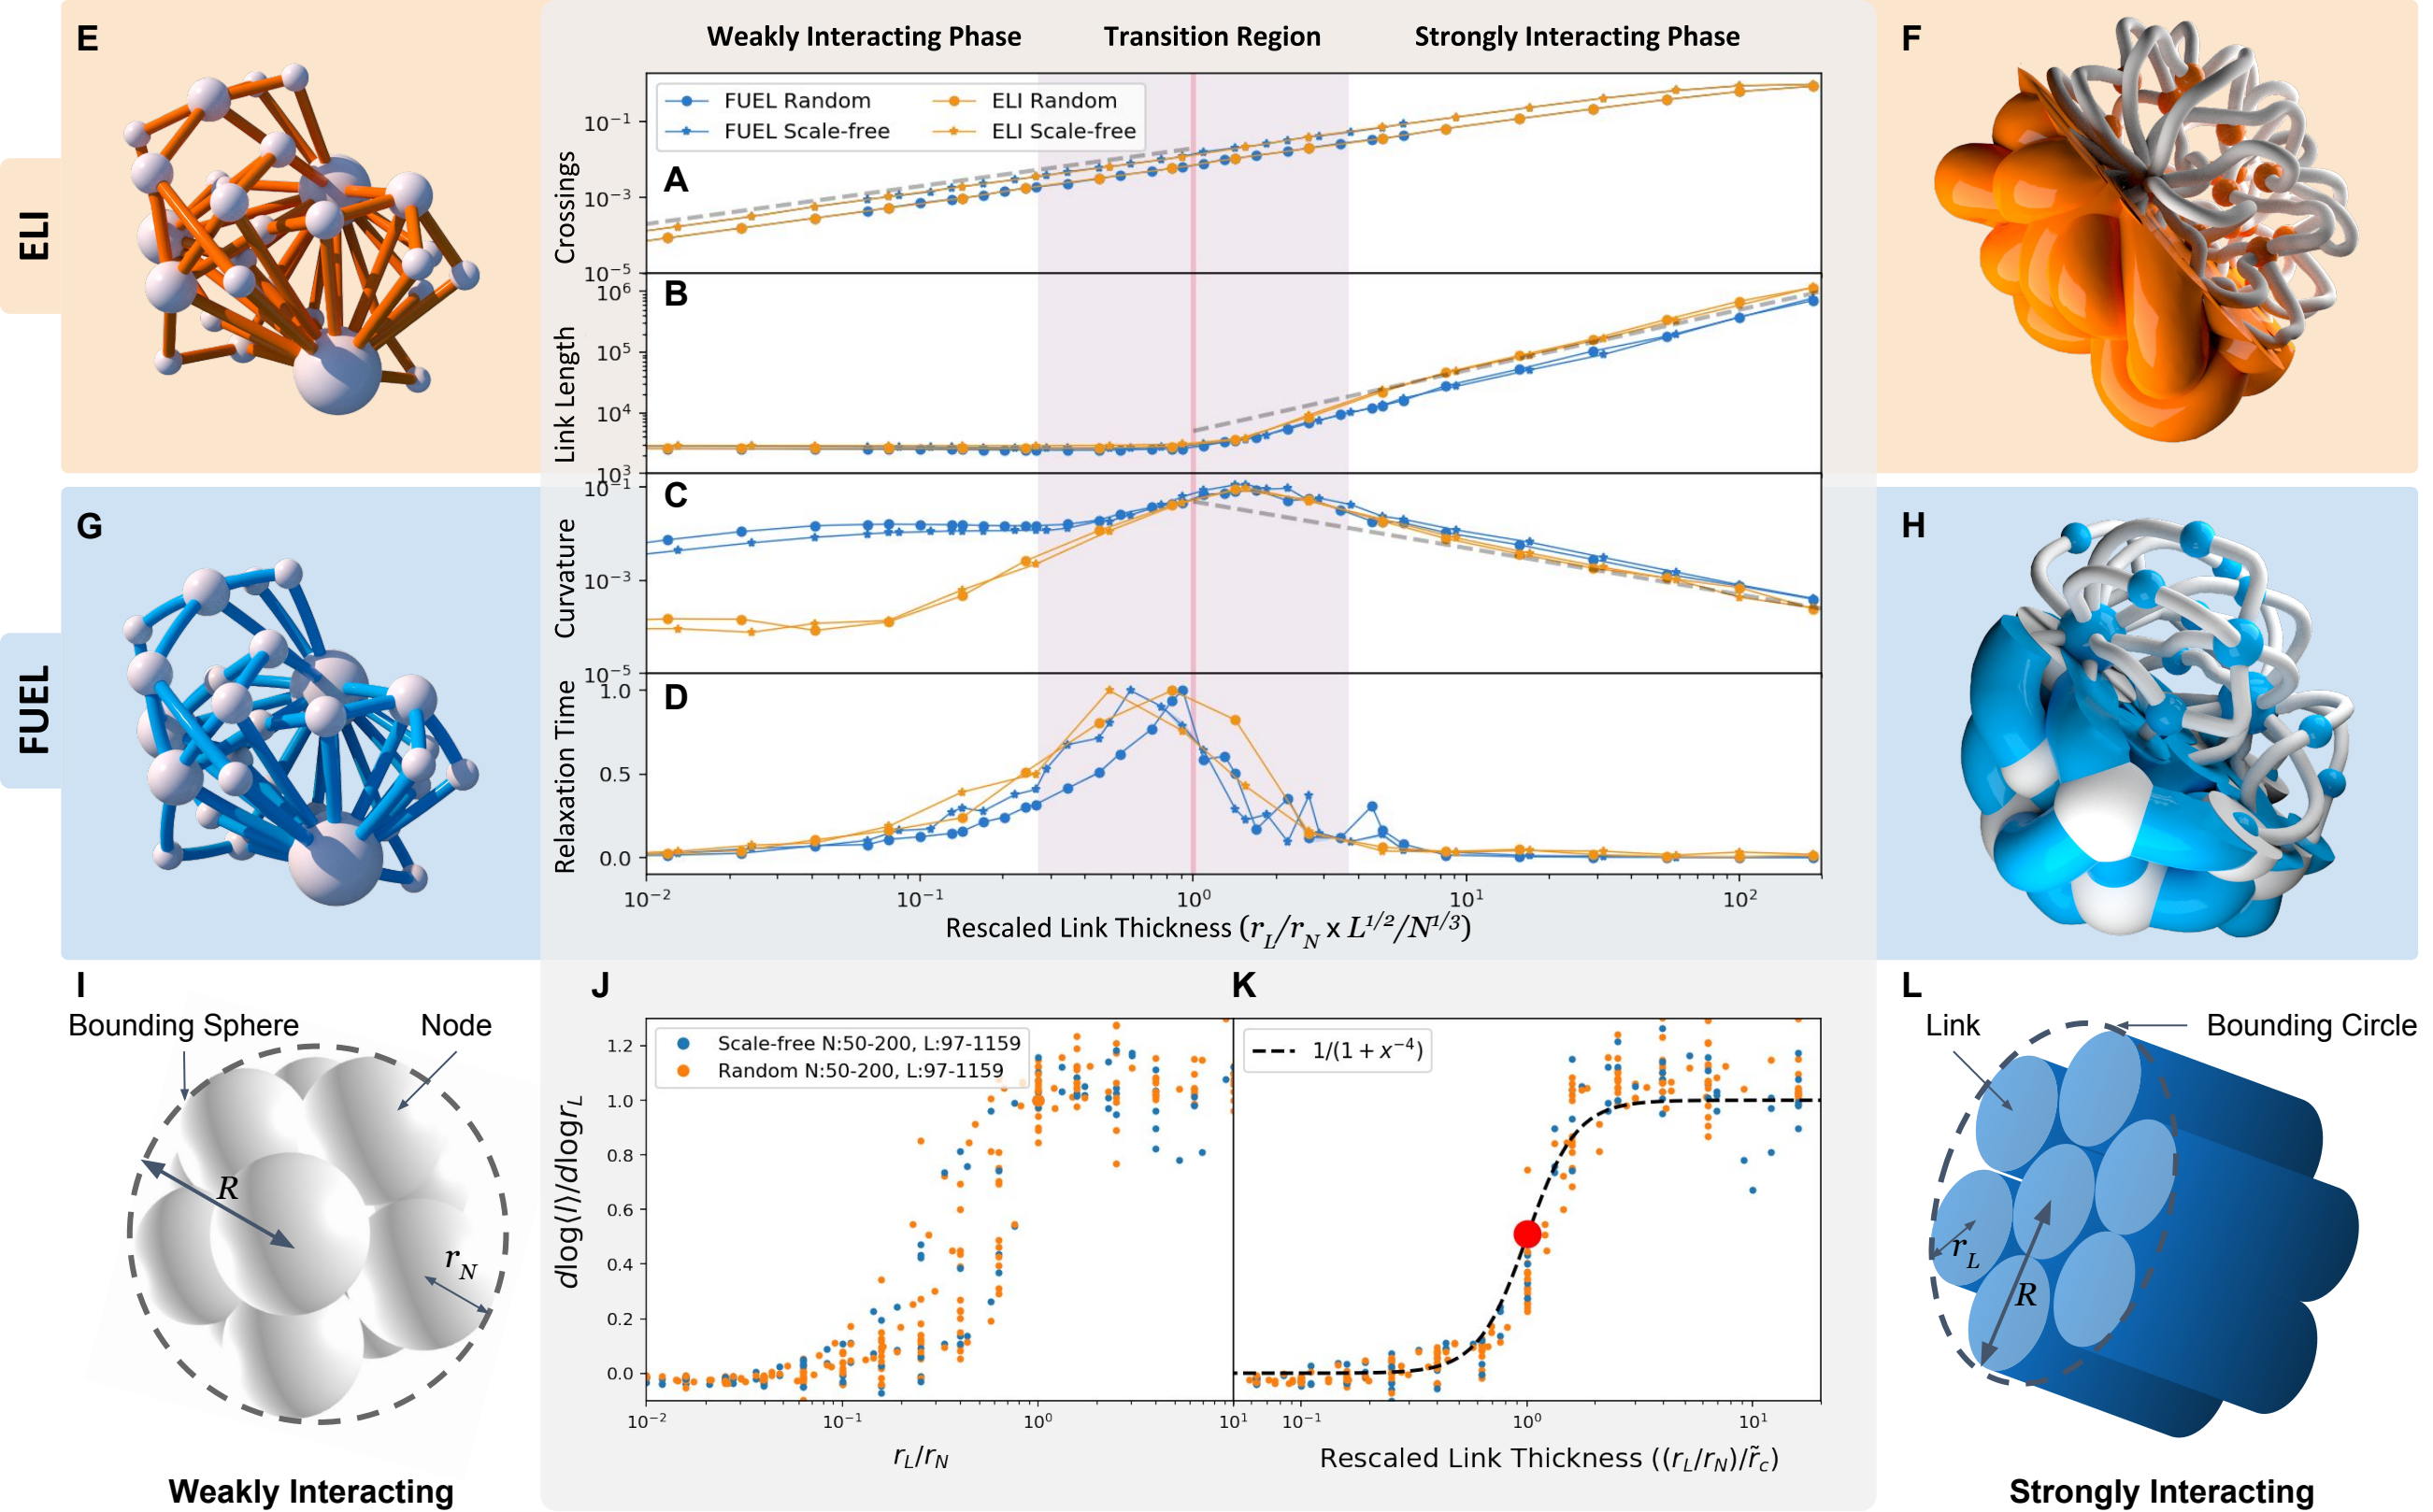 E
Weakly Interacting Phase
Transition Region
Strongly Interacting Phase
F
ELI
FUEL Random
FUEL Scale-free
ELI Random
ELI Scale-free
A
Crossings
10⁻¹
10⁻³
10⁻⁵
B
Link Length
10⁶
10⁵
10⁴
10³
G
FUEL
C
Curvature
10⁻¹
10⁻³
10⁻⁵
D
Relaxation Time
1.0
0.5
0.0
10⁻² 10⁻¹ 10⁰ 10¹ 10²
Rescaled Link Thickness (r_L/r_N x L^1/2/N^1/3)
H
I
Bounding Sphere
Node
R
r_N
Weakly Interacting
J
Scale-free N:50-200, L:97-1159
Random N:50-200, L:97-1159
dlog⟨l⟩/dlogr_L
1.2
1.0
0.8
0.6
0.4
0.2
0.0
10⁻² 10⁻¹ 10⁰ 10¹
r_L/r_N
K
1/(1 + x⁻⁴)
10⁻¹ 10⁰ 10¹
Rescaled Link Thickness ((r_L/r_N)/r̃_c)
L
Link
Bounding Circle
r_L
R
Strongly Interacting